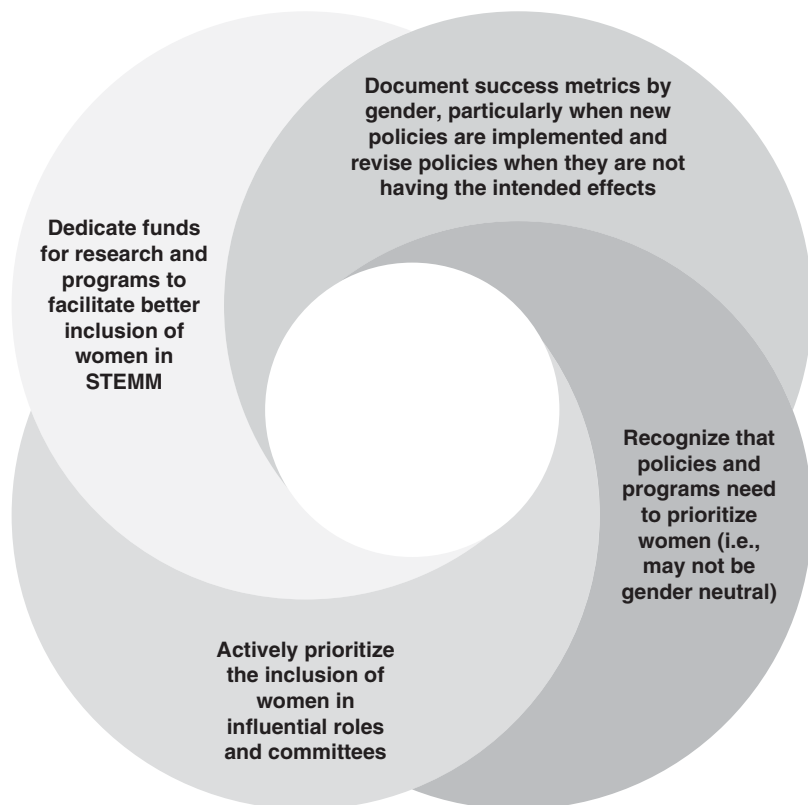 Document success metrics by
gender, particularly when new
policies are implemented and
revise policies when they are not
having the intended effects
Dedicate funds
for research and
programs to
facilitate better
inclusion of
women in
STEMM
Recognize that
policies and
programs need
to prioritize
women (i.e.,
may not be
gender neutral)
Actively prioritize
the inclusion of
women in
influential roles
and committees